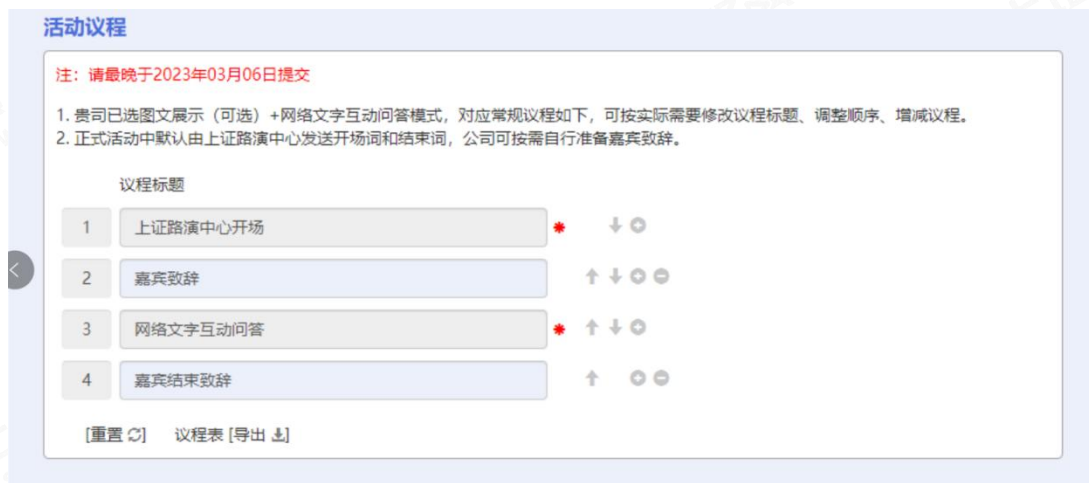 活动议程
注：请最晚于2023年03月06日提交
1. 贵司已选图文展示（可选）+网络文字互动问答模式，对应常规议程如下，可按实际需要修改议程标题、调整顺序、增减议程。
2. 正式活动中默认由上证路演中心发送开场词和结束词，公司可按需自行准备嘉宾致辞。
议程标题
1 上证路演中心开场 *
2 嘉宾致辞
3 网络文字互动问答 *
4 嘉宾结束致辞
[重置] 议程表 [导出]